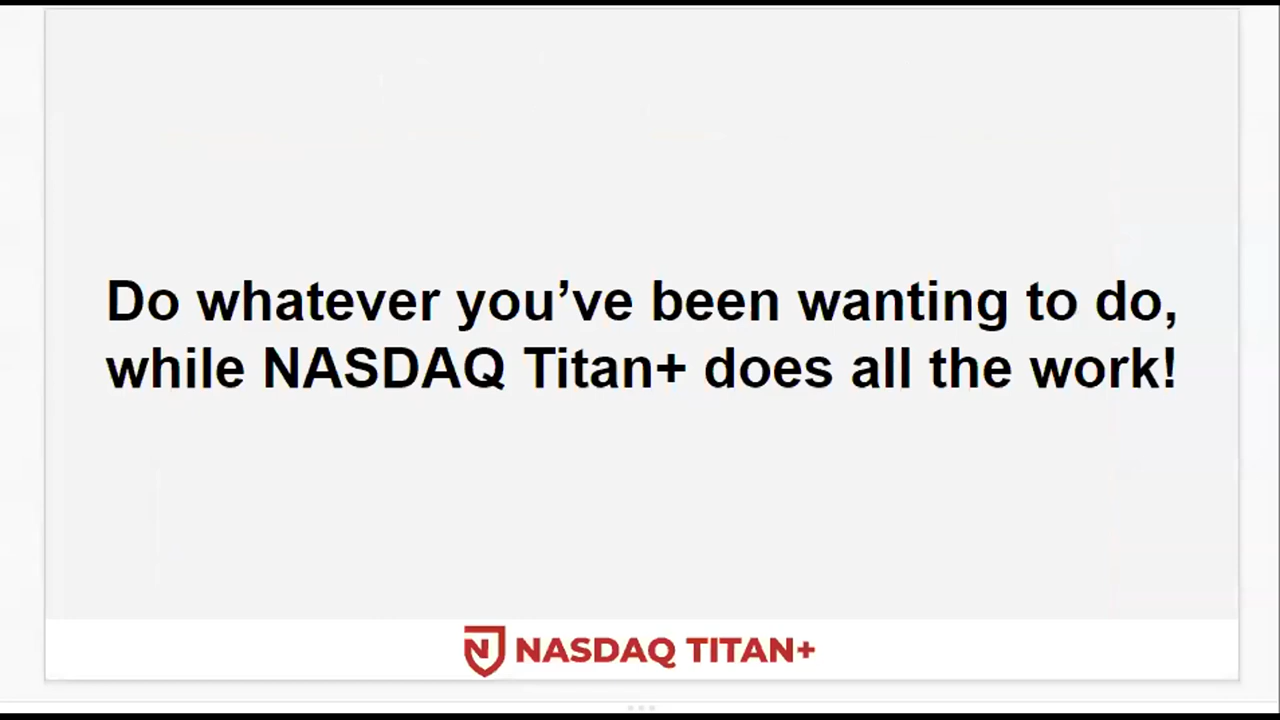 Do whatever you’ve been wanting to do,
while NASDAQ Titan+ does all the work!
NASDAQ TITAN+